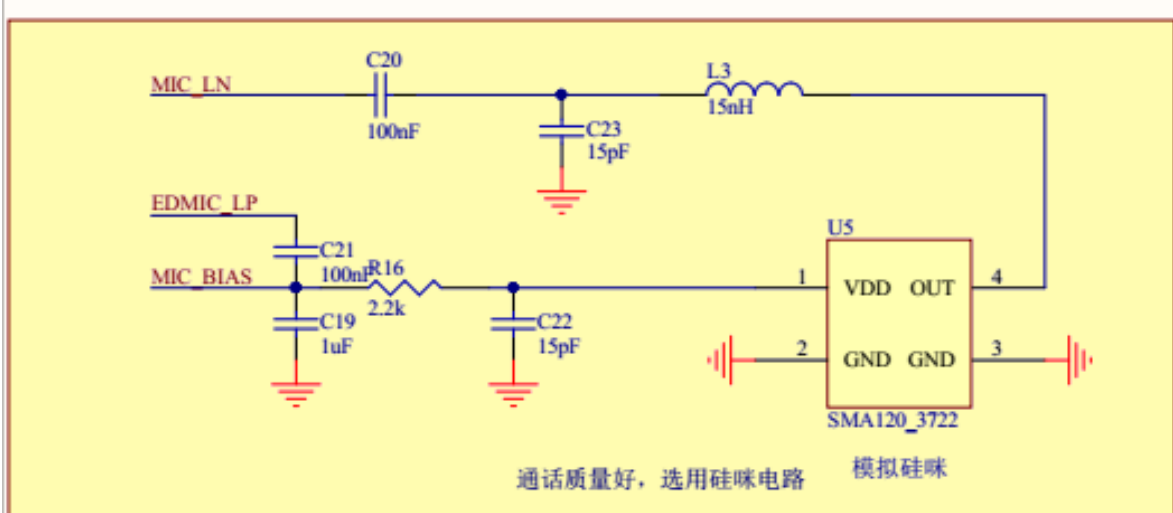 C20
MIC_LN
100nF
L3
15nH
C23
15pF
EDMIC_LP
C21
100nF
R16
MIC_BIAS
2.2k
C19
1uF
C22
15pF
U5
1 VDD OUT 4
2 GND GND 3
SMA120_3722
模拟硅咪
通话质量好，选用硅咪电路